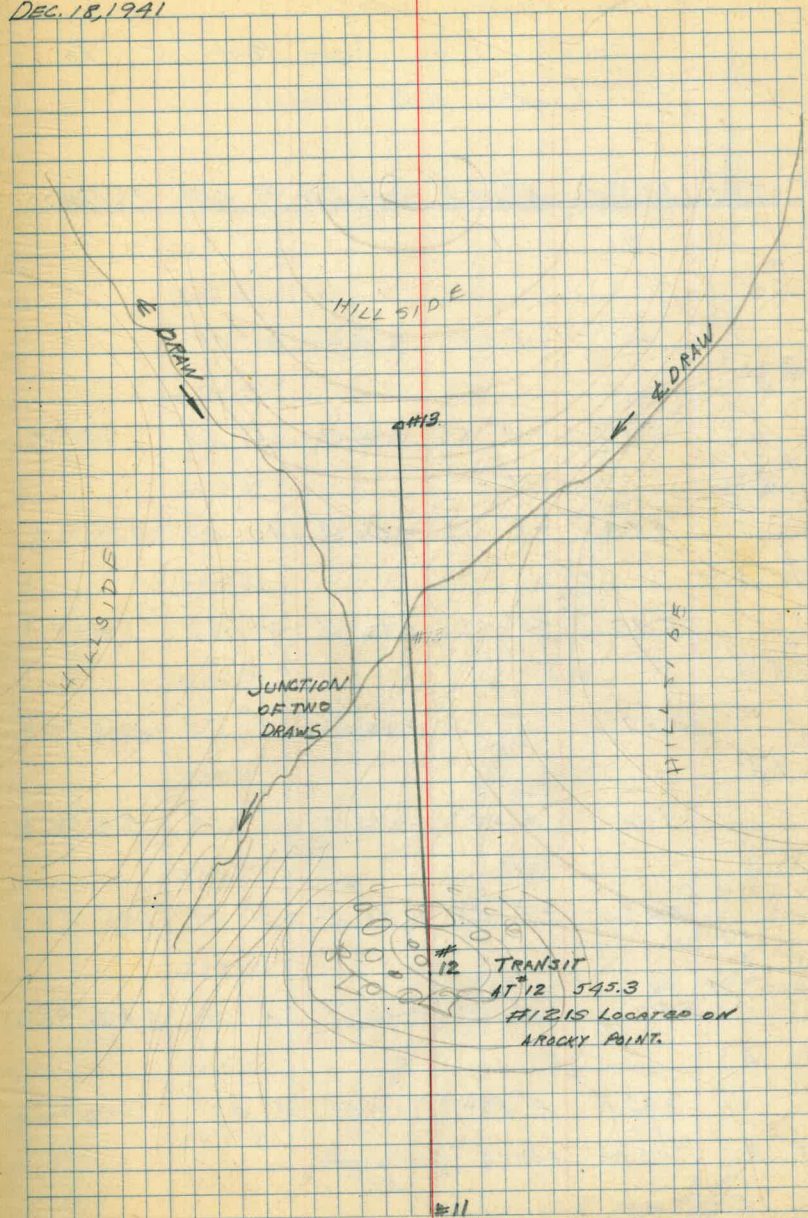 DEC. 18, 1941
HILLSIDE
℄ DRAW
℄ DRAW
#13
HILLSIDE
HILLSIDE
JUNCTION
OF TWO
DRAWS
#12
TRANSIT
AT #12 545.3
#12 IS LOCATED ON
A ROCKY POINT.
#11